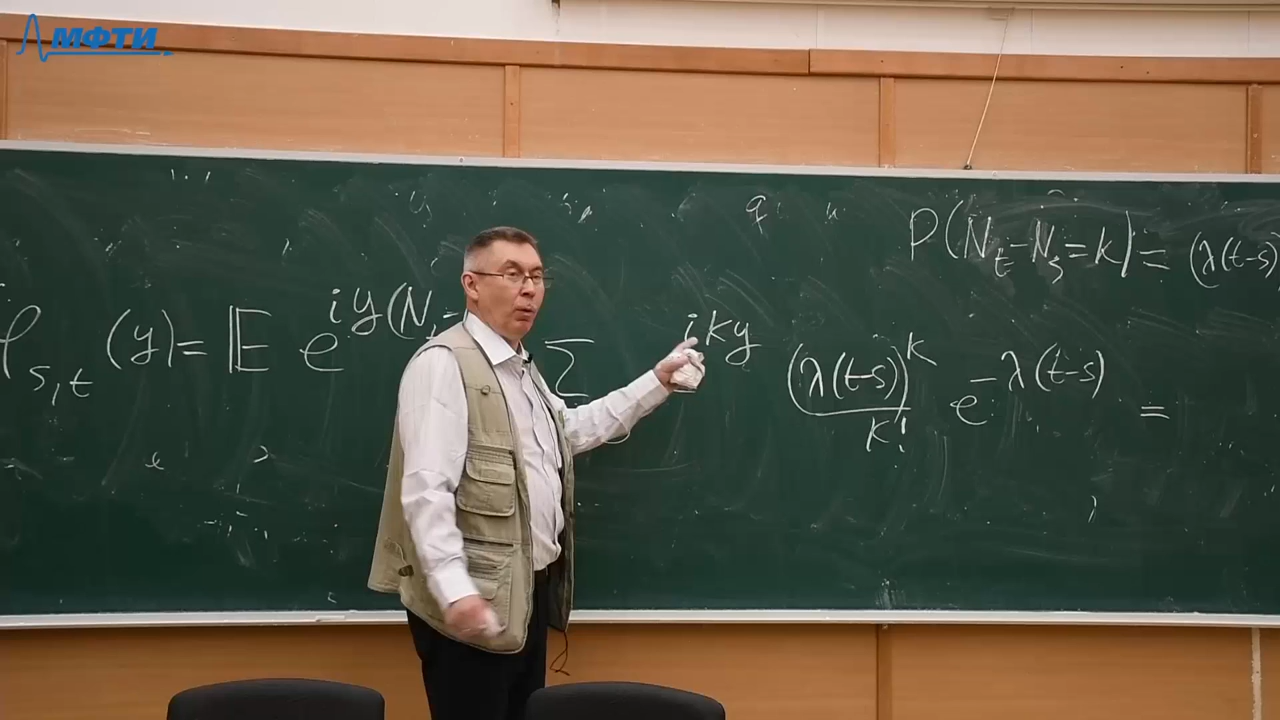 МФТИ
P(N_t-N_s=k)=(λ(t-s)
φ_{s,t}(y)=𝔼 e^{iy(N_t-} Σ e^{iky} (λ(t-s))^k/k! e^{-λ(t-s)} =